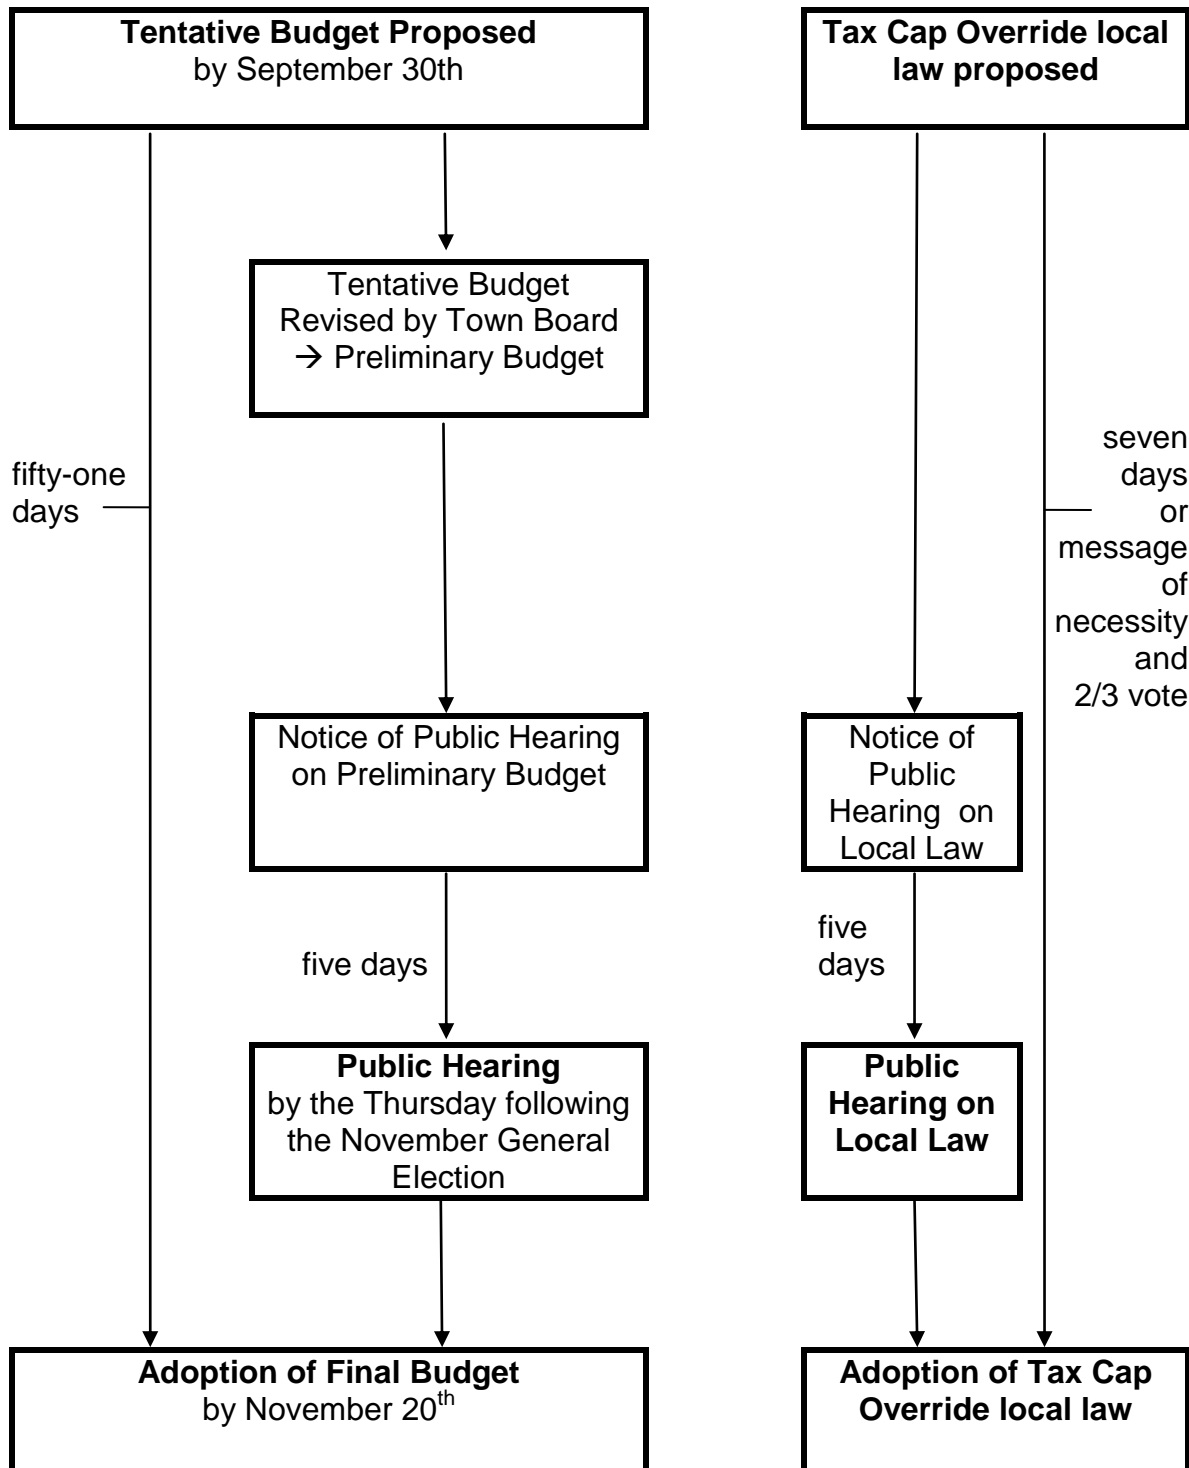 Tentative Budget Proposed
by September 30th
Tax Cap Override local
law proposed
Tentative Budget
Revised by Town Board
→ Preliminary Budget
fifty-one
days
seven
days
or
message
of
necessity
and
2/3 vote
Notice of Public Hearing
on Preliminary Budget
Notice of
Public
Hearing on
Local Law
five days
five
days
Public Hearing
by the Thursday following
the November General
Election
Public
Hearing on
Local Law
Adoption of Final Budget
by November 20th
Adoption of Tax Cap
Override local law